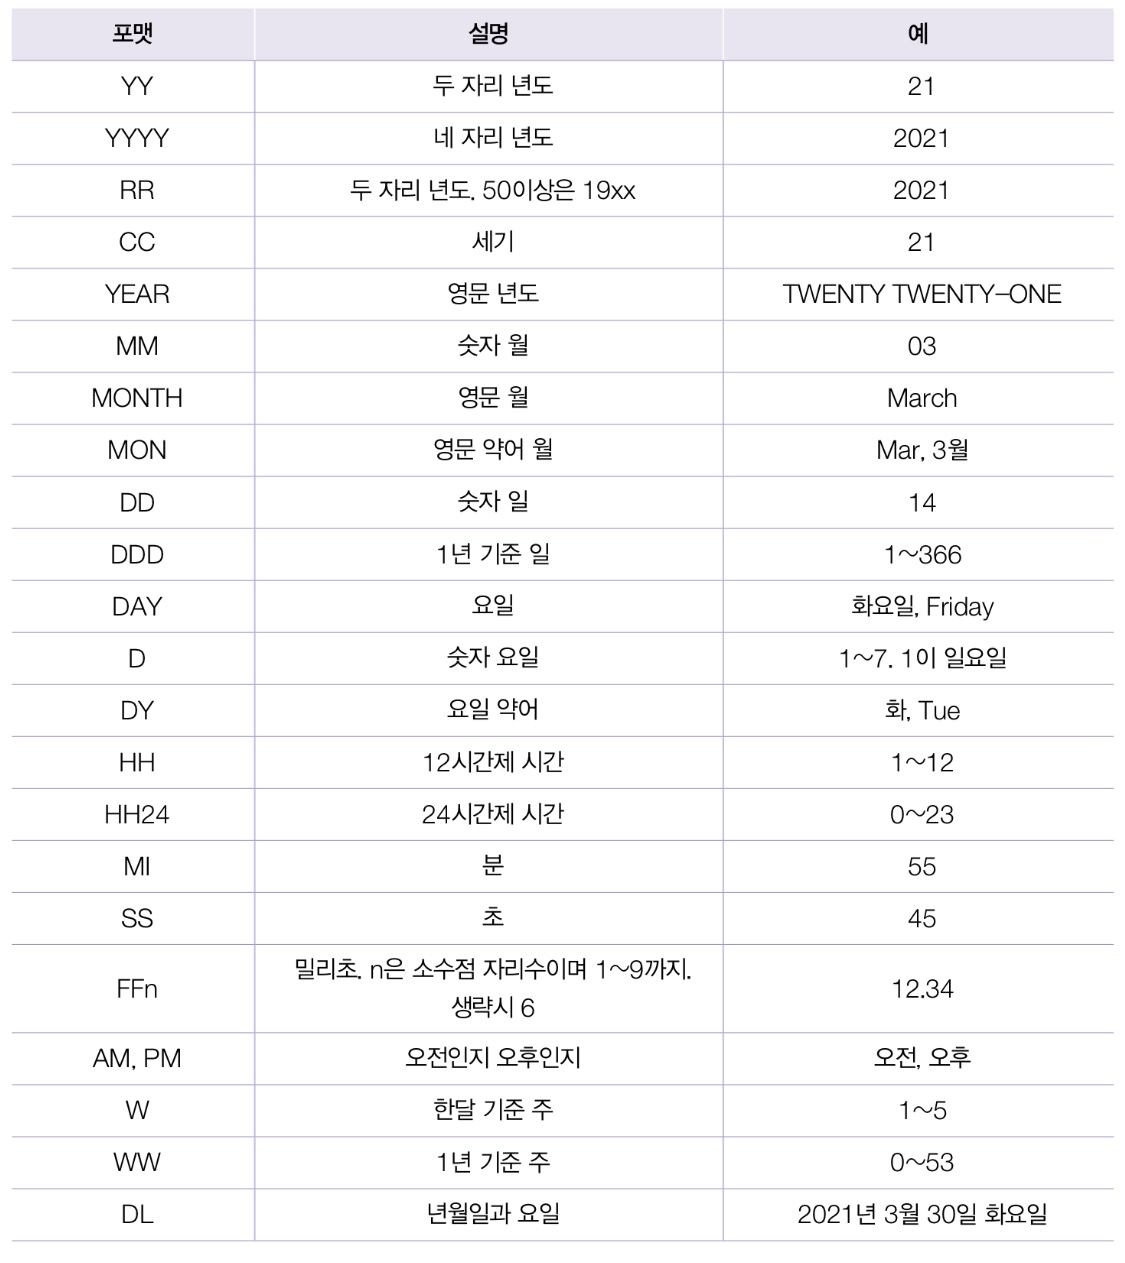 포맷 설명 예
YY 두 자리 년도 21
YYYY 네 자리 년도 2021
RR 두 자리 년도. 50이상은 19xx 2021
CC 세기 21
YEAR 영문 년도 TWENTY TWENTY–ONE
MM 숫자 월 03
MONTH 영문 월 March
MON 영문 약어 월 Mar, 3월
DD 숫자 일 14
DDD 1년 기준 일 1~366
DAY 요일 화요일, Friday
D 숫자 요일 1~7. 1이 일요일
DY 요일 약어 화, Tue
HH 12시간제 시간 1~12
HH24 24시간제 시간 0~23
MI 분 55
SS 초 45
FFn 밀리초. n은 소수점 자리수이며 1~9까지. 12.34
생략시 6
AM, PM 오전인지 오후인지 오전, 오후
W 한달 기준 주 1~5
WW 1년 기준 주 0~53
DL 년월일과 요일 2021년 3월 30일 화요일